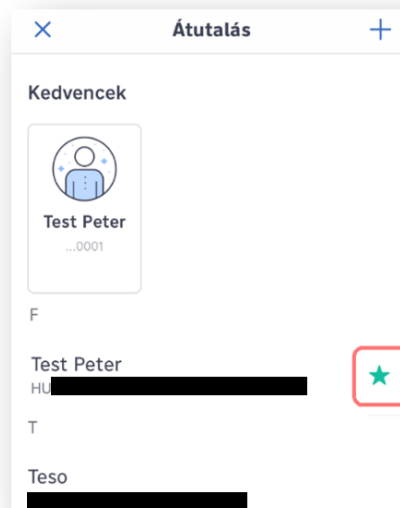 Átutalás
Kedvencek
Test Peter
...0001
F
Test Peter
HU
T
Teso